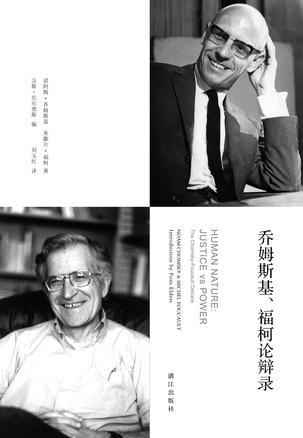 诺阿姆·乔姆斯基 米歇尔·福柯 著
方斯·厄尔德斯 编
刘玉红 译
乔姆斯基、福柯论辩录
HUMAN NATURE:
JUSTICE vs POWER
The Chomsky-Foucault Debate
NOAM CHOMSKY & MICHEL FOUCAULT
Introduction by Fons Elders
漓江出版社